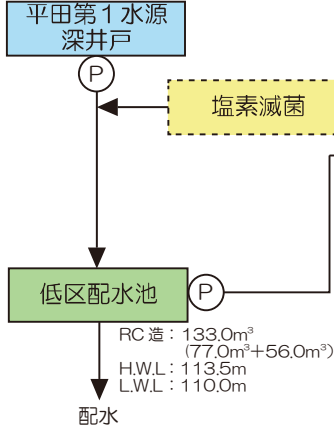 平田第1水源
深井戸
P
塩素滅菌
低区配水池
P
RC造：133.0m³
（77.0m³＋56.0m³）
H.W.L：113.5m
L.W.L：110.0m
配水